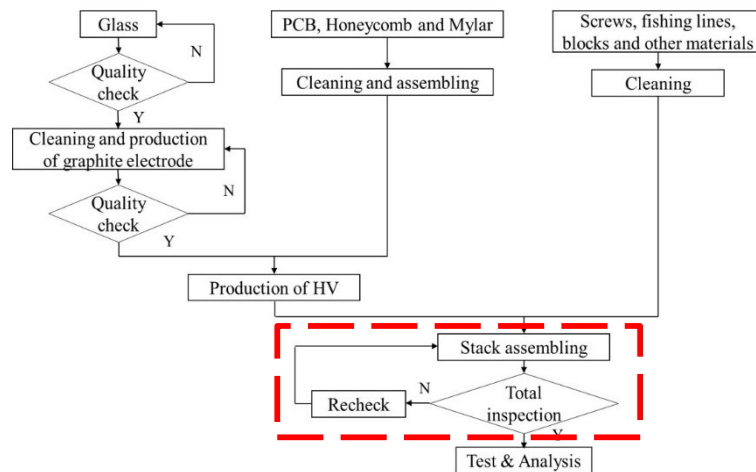 Glass
N
Quality
check
Y
Cleaning and production
of graphite electrode
N
Quality
check
Y
PCB, Honeycomb and Mylar
Cleaning and assembling
Screws, fishing lines,
blocks and other materials
Cleaning
Production of HV
Stack assembling
N
Recheck
Total
inspection
Y
Test & Analysis